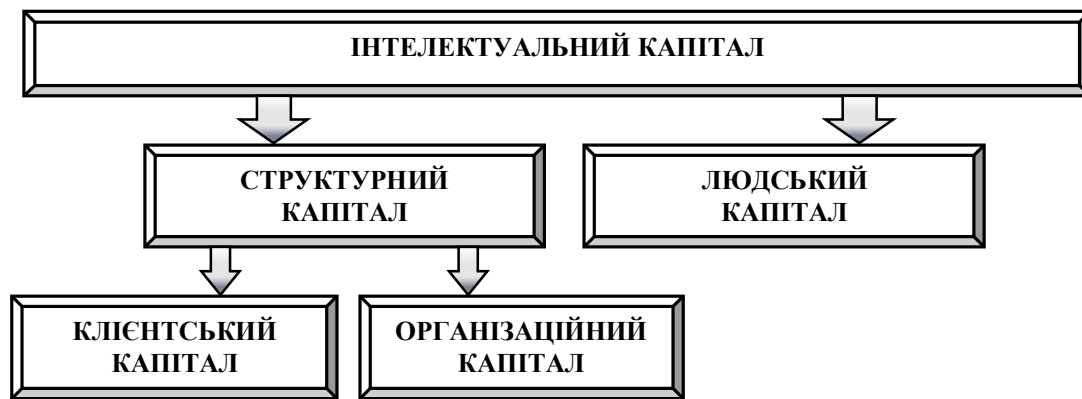 ІНТЕЛЕКТУАЛЬНИЙ КАПІТАЛ
СТРУКТУРНИЙ
КАПІТАЛ
ЛЮДСЬКИЙ
КАПІТАЛ
КЛІЄНТСЬКИЙ
КАПІТАЛ
ОРГАНІЗАЦІЙНИЙ
КАПІТАЛ